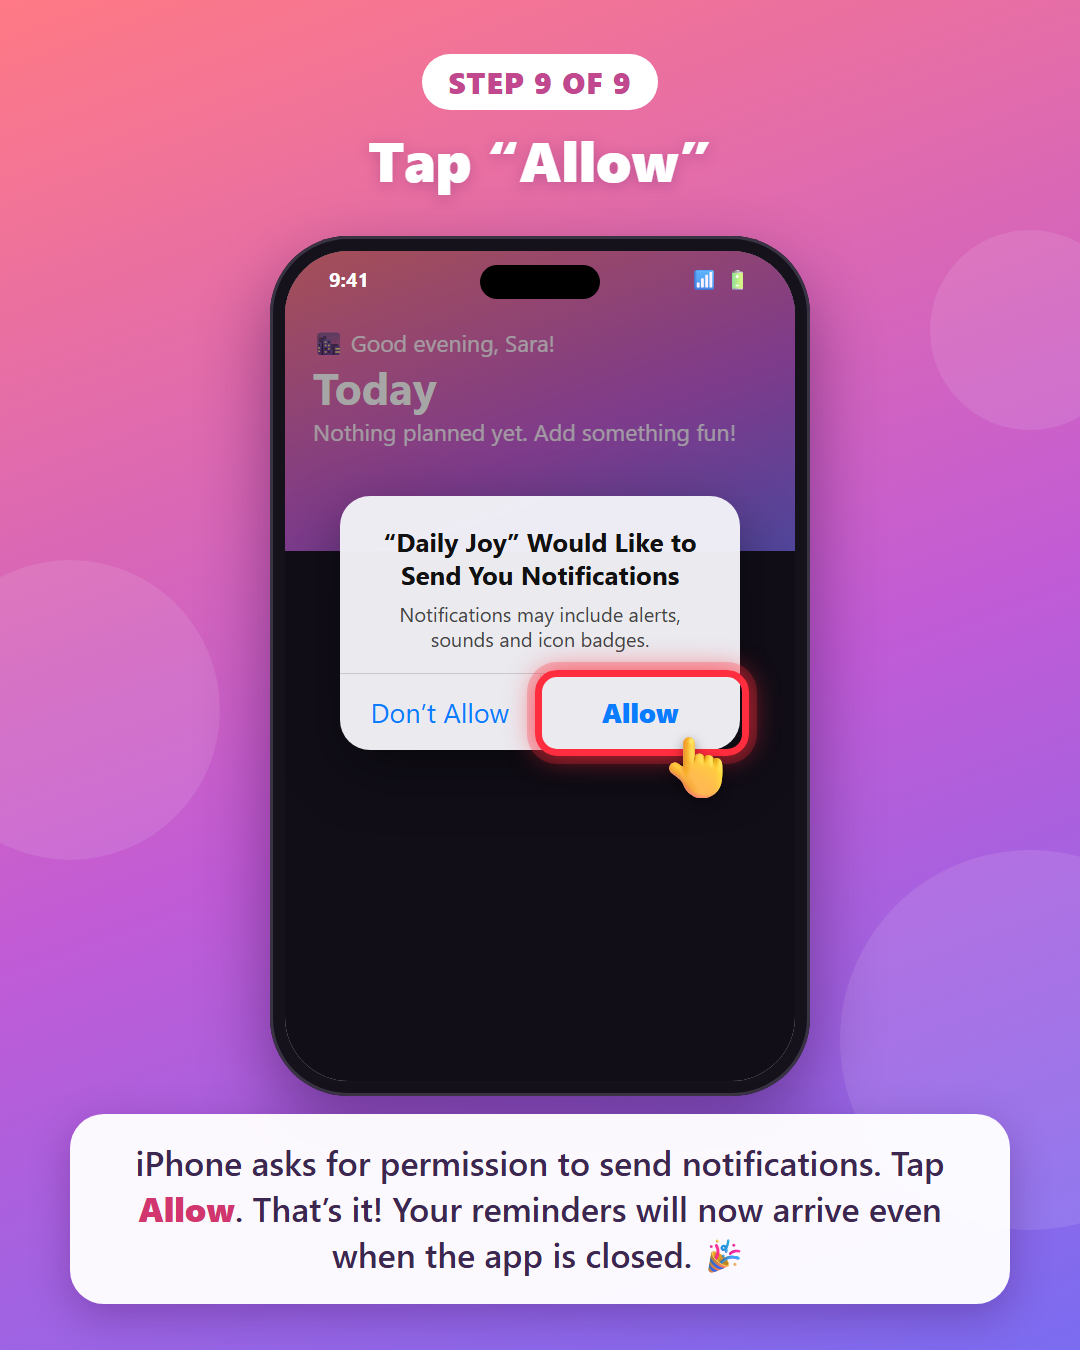 STEP 9 OF 9
Tap “Allow”
9:41
Good evening, Sara!
Today
Nothing planned yet. Add something fun!
“Daily Joy” Would Like to
Send You Notifications
Notifications may include alerts,
sounds and icon badges.
Don’t Allow
Allow
iPhone asks for permission to send notifications. Tap
Allow. That’s it! Your reminders will now arrive even
when the app is closed. 🎉